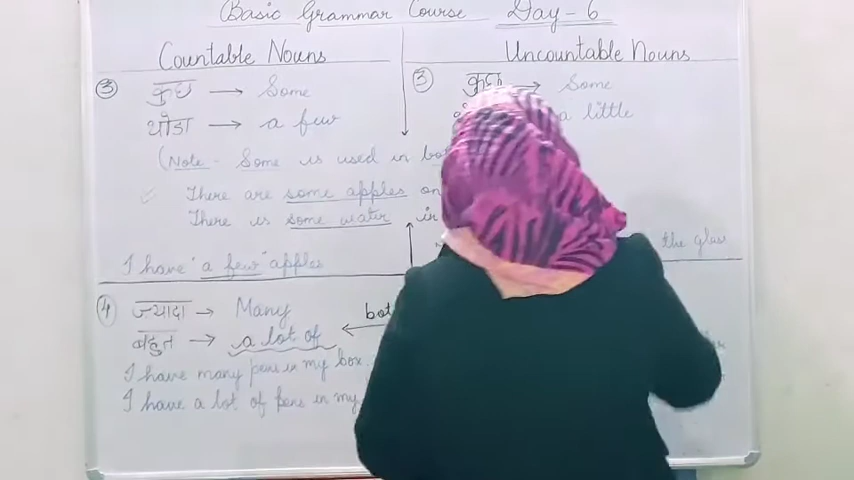 Basic Grammar Course Day-6
Countable Nouns
Uncountable Nouns
③ कुछ → Some
थोडा → a few
③ कुछ → Some
a little
(Note - Some is used in
There are some apples on
There is some water in
the glass
I have "a few" apples
④ ज्यादा → Many
बहुत → a lot of
I have many pens in my box.
I have a lot of pens in my